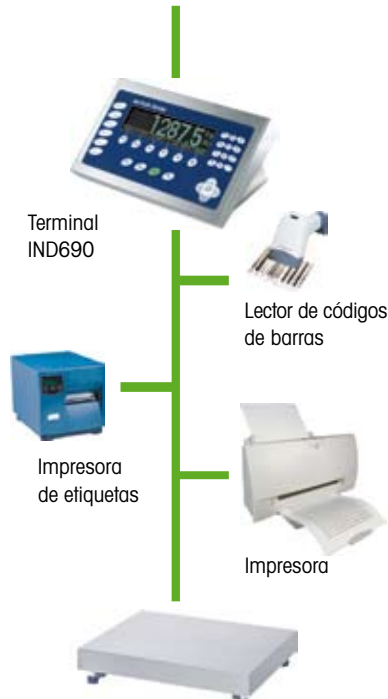 1287.5
Terminal
IND690
Lector de códigos
de barras
Impresora
de etiquetas
Impresora